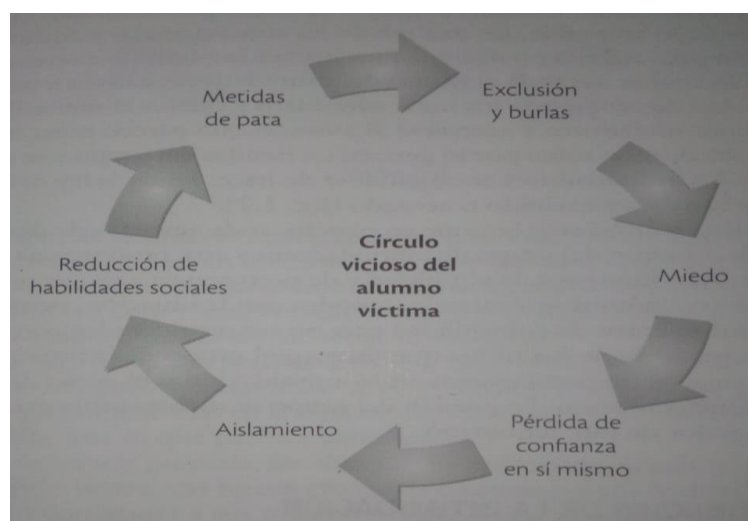 Metidas
de pata
Exclusión
y burlas
Círculo
vicioso del
alumno
víctima
Miedo
Reducción de
habilidades sociales
Pérdida de
confianza
en sí mismo
Aislamiento